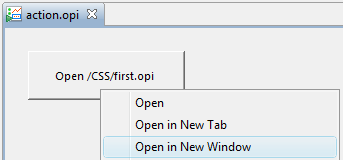 action.opi
Open /CSS/first.opi
Open
Open in New Tab
Open in New Window